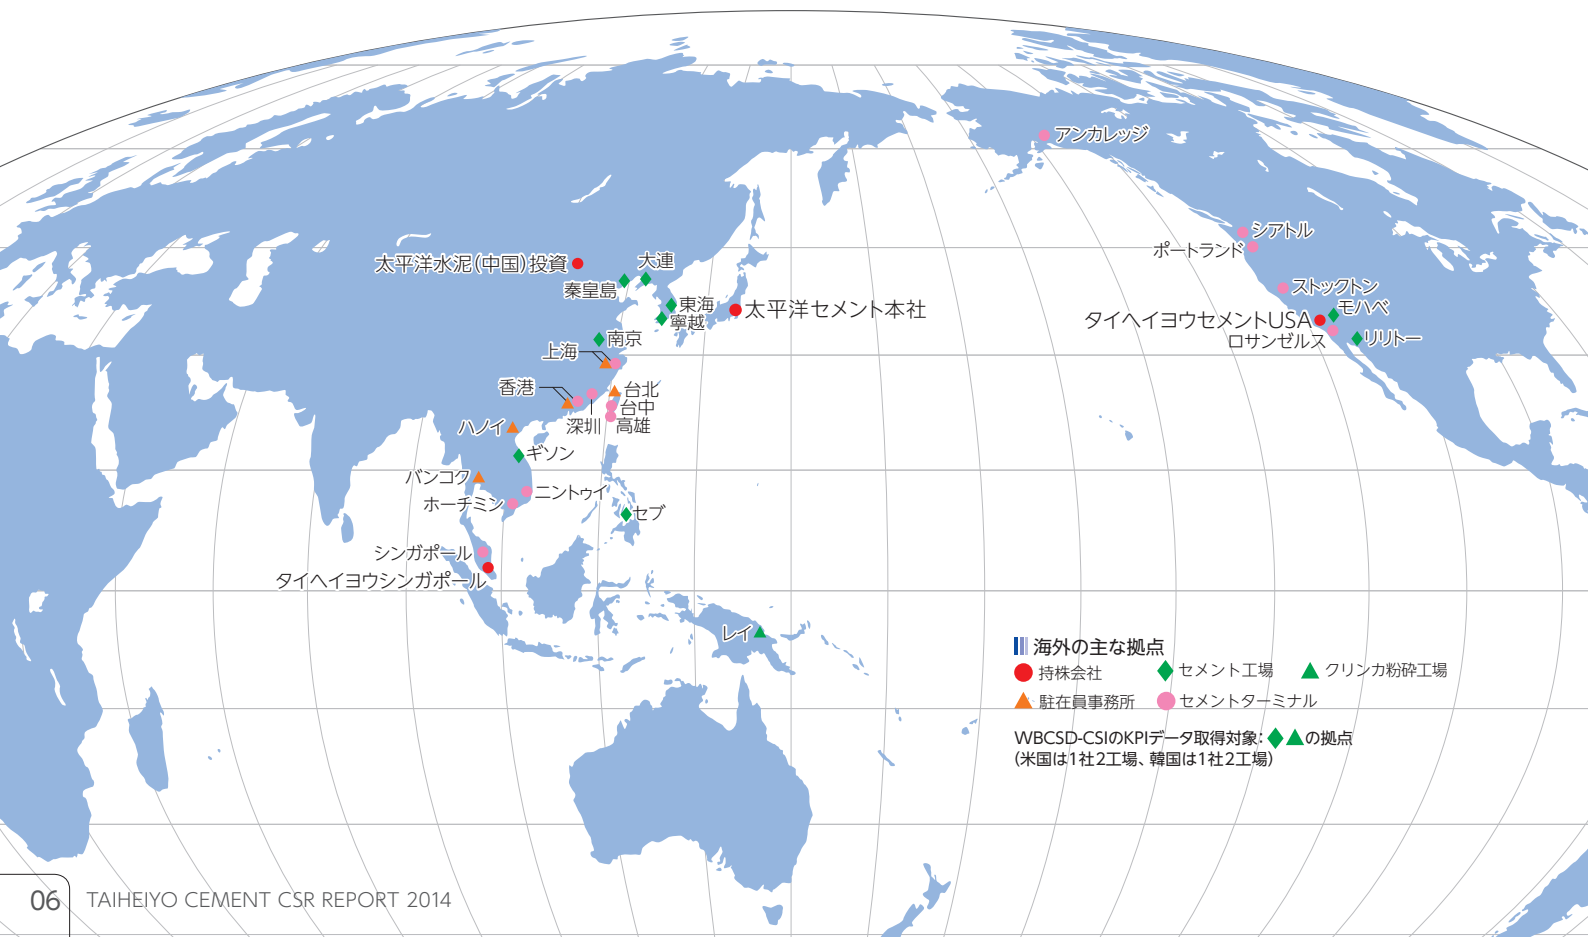 アンカレッジ
シアトル
ポートランド
ストックトン
モハベ
タイヘイヨウセメントUSA
ロサンゼルス
リリトー
太平洋水泥(中国)投資
大連
秦皇島
東海
寧越
太平洋セメント本社
南京
上海
香港
深圳
台北
台中
高雄
ハノイ
ギソン
バンコク
ニントゥイ
ホーチミン
セブ
シンガポール
タイヘイヨウシンガポール
レイ
海外の主な拠点
持株会社 セメント工場 クリンカ粉砕工場
駐在員事務所 セメントターミナル
WBCSD-CSIのKPIデータ取得対象:◆▲の拠点
(米国は1社2工場、韓国は1社2工場)
06 TAIHEIYO CEMENT CSR REPORT 2014